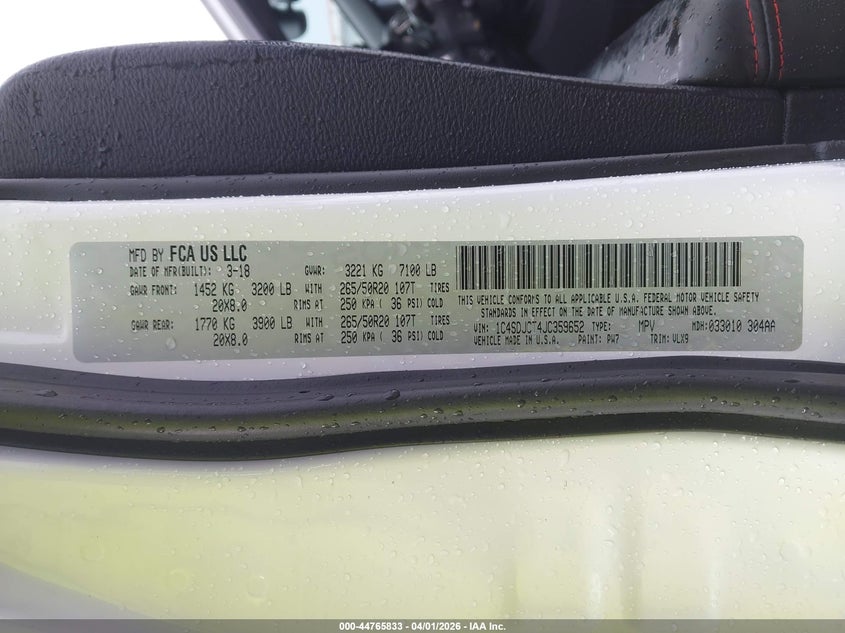 MFD BY FCA US LLC
DATE OF MFR(BUILT): 3-18 GVWR: 3221 KG 7100 LB
GAWR FRONT: 1452 KG 3200 LB WITH 265/50R20 107T TIRES
20X8.0 RIMS AT 250 KPA ( 36 PSI) COLD
GAWR REAR: 1770 KG 3900 LB WITH 265/50R20 107T TIRES
20X8.0 RIMS AT 250 KPA ( 36 PSI) COLD
THIS VEHICLE CONFORMS TO ALL APPLICABLE U.S.A. FEDERAL MOTOR VEHICLE SAFETY
STANDARDS IN EFFECT ON THE DATE OF MANUFACTURE SHOWN ABOVE.
VIN: 1C4SDJCT4JC359652 TYPE: MPV MDH: 033010 304AA
VEHICLE MADE IN U.S.A. PAINT: PW7 TRIM: VLX9
000-44765833 - 04/01/2026 - IAA Inc.